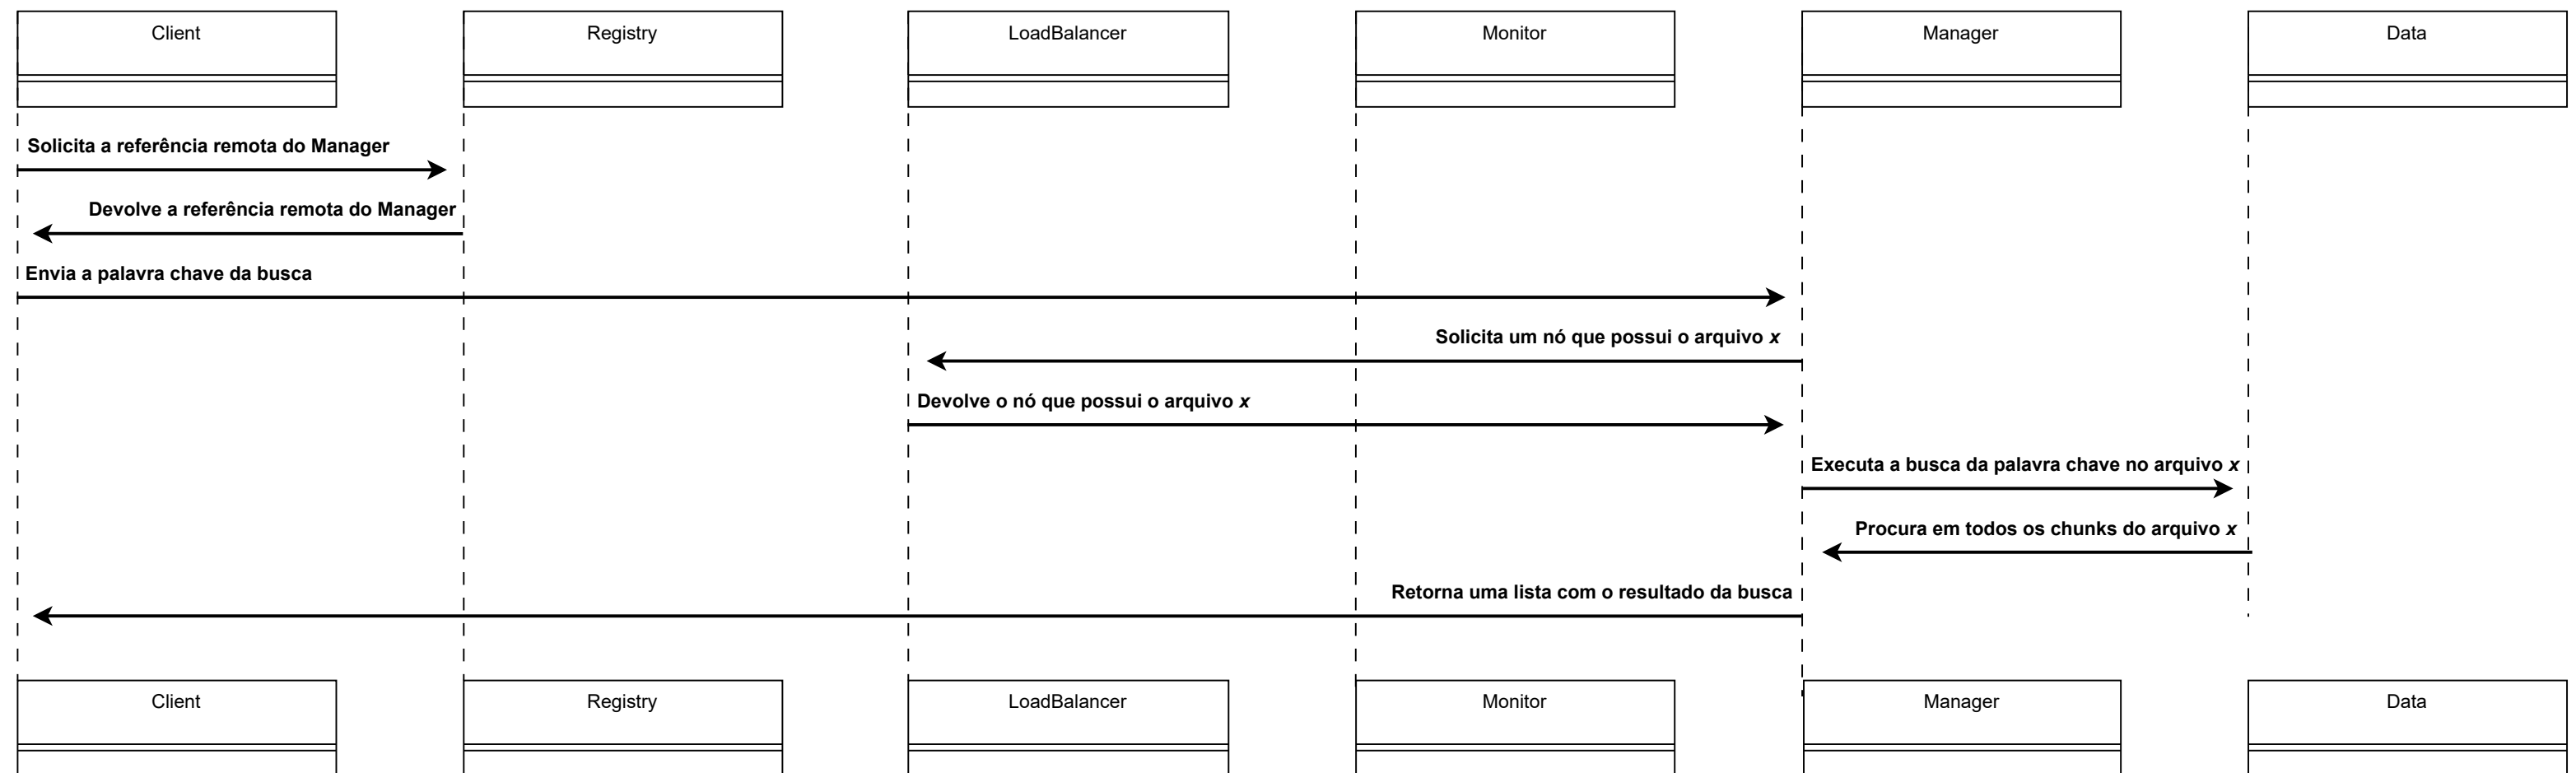 Client
Registry
LoadBalancer
Monitor
Manager
Data
Solicita a referência remota do Manager
Devolve a referência remota do Manager
Envia a palavra chave da busca
Solicita um nó que possui o arquivo x
Devolve o nó que possui o arquivo x
Executa a busca da palavra chave no arquivo x
Procura em todos os chunks do arquivo x
Retorna uma lista com o resultado da busca
Client
Registry
LoadBalancer
Monitor
Manager
Data